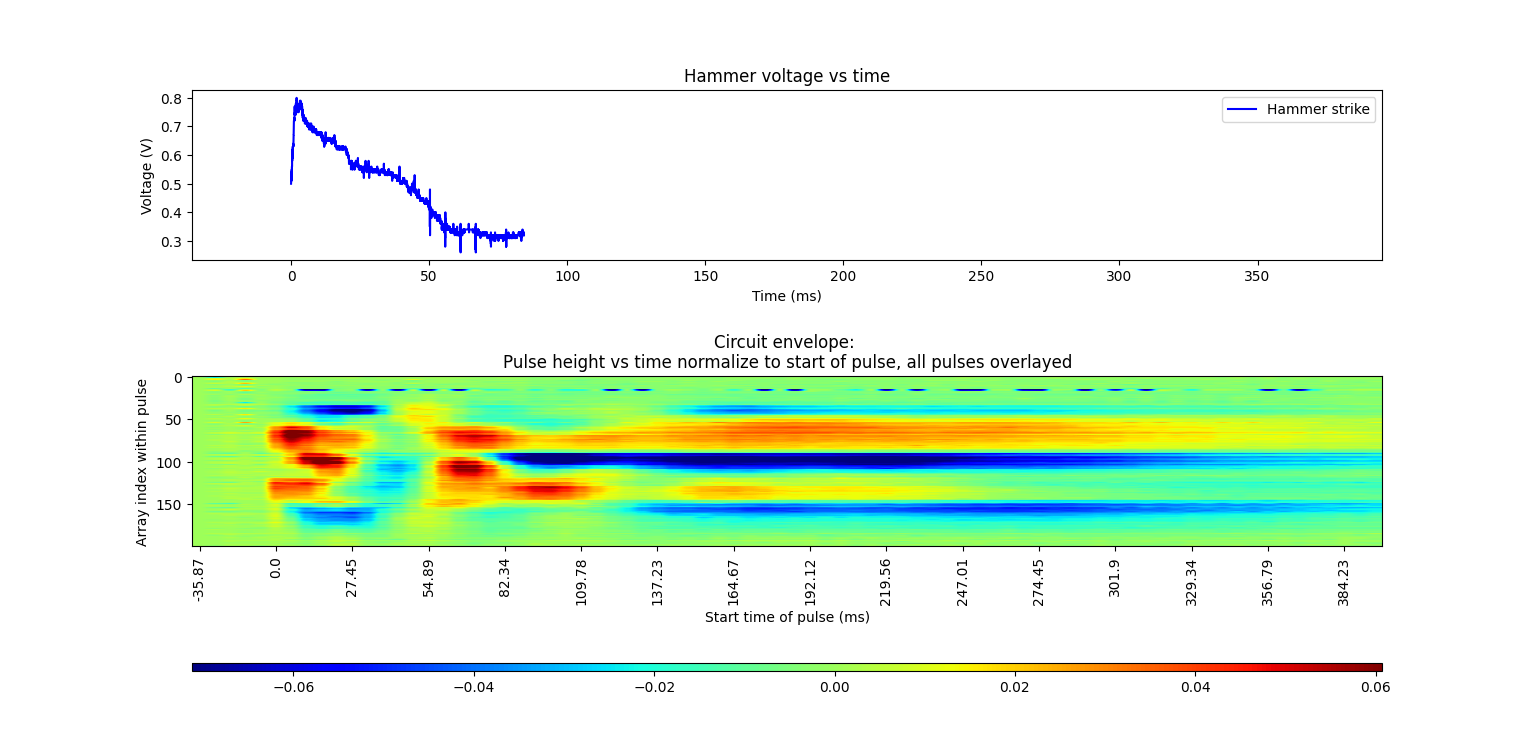 Hammer voltage vs time
Hammer strike
0.8
0.7
0.6
0.5
0.4
0.3
Voltage (V)
0 50 100 150 200 250 300 350
Time (ms)
Circuit envelope:
Pulse height vs time normalize to start of pulse, all pulses overlayed
0
50
100
150
Array index within pulse
-35.87 0.0 27.45 54.89 82.34 109.78 137.23 164.67 192.12 219.56 247.01 274.45 301.9 329.34 356.79 384.23
Start time of pulse (ms)
−0.06 −0.04 −0.02 0.00 0.02 0.04 0.06